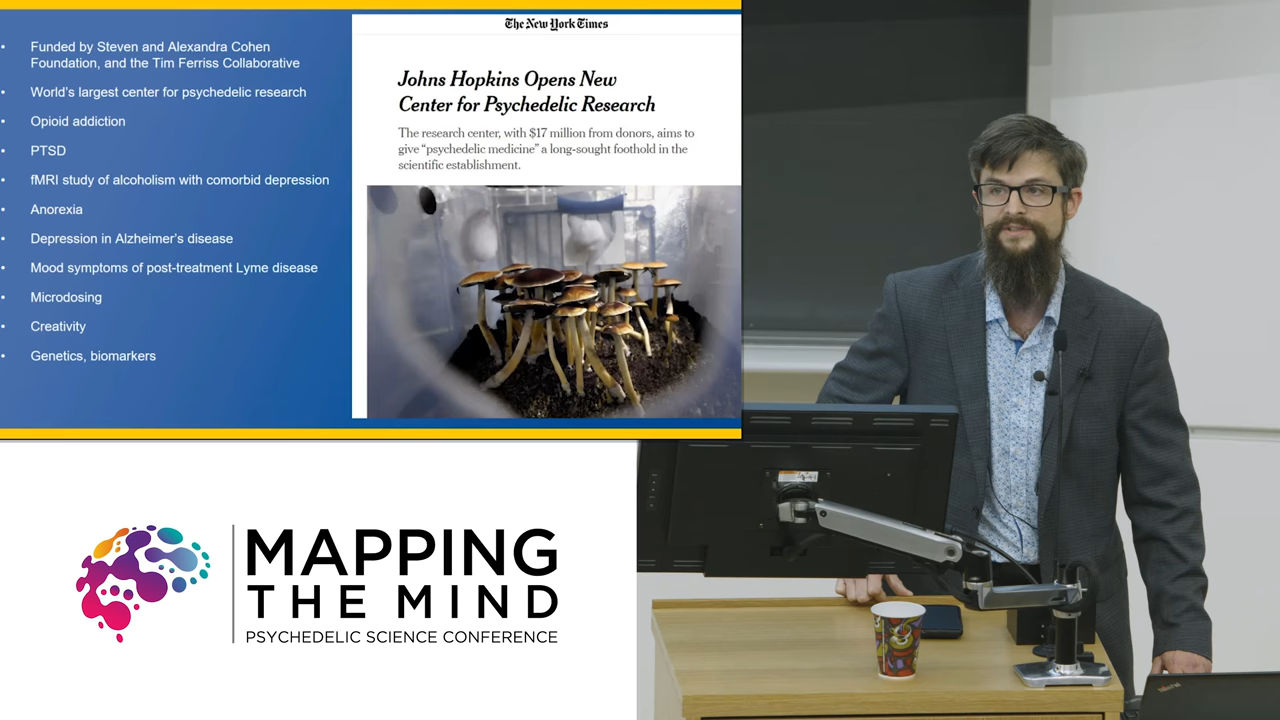 • Funded by Steven and Alexandra Cohen
Foundation, and the Tim Ferriss Collaborative
• World's largest center for psychedelic research
• Opioid addiction
• PTSD
• fMRI study of alcoholism with comorbid depression
• Anorexia
• Depression in Alzheimer's disease
• Mood symptoms of post-treatment Lyme disease
• Microdosing
• Creativity
• Genetics, biomarkers
The New York Times
Johns Hopkins Opens New
Center for Psychedelic Research
The research center, with $17 million from donors, aims to
give “psychedelic medicine” a long-sought foothold in the
scientific establishment.
MAPPING
THE MIND
PSYCHEDELIC SCIENCE CONFERENCE
ThinkPad